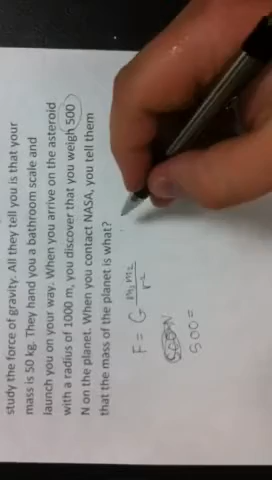 study the force of gravity. All they tell you is that your
mass is 50 kg. They hand you a bathroom scale and
launch you on your way. When you arrive on the asteroid
with a radius of 1000 m, you discover that you weigh 500
N on the planet. When you contact NASA, you tell them
that the mass of the planet is what?
F = G m₁m₂/r²
500 =